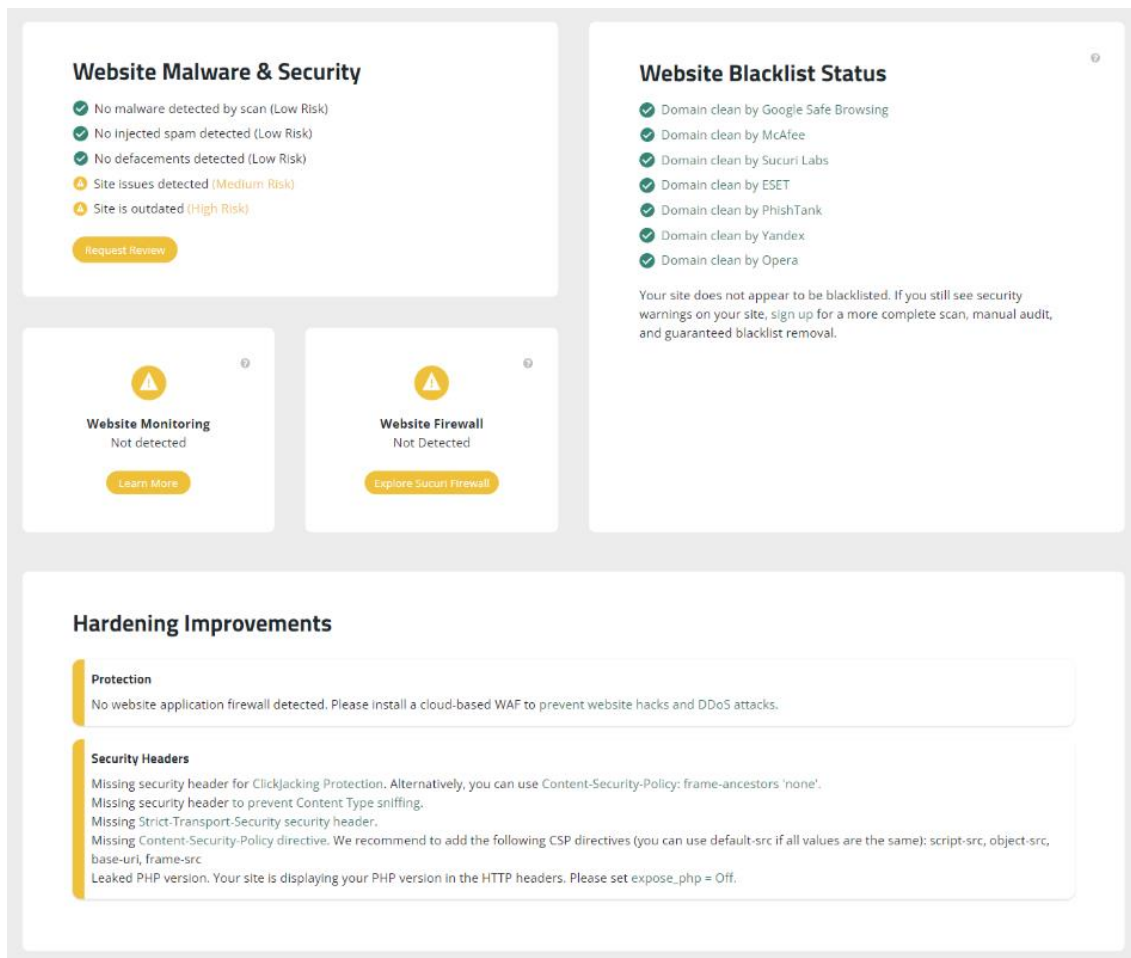 Website Malware & Security
No malware detected by scan (Low Risk)
No injected spam detected (Low Risk)
No defacements detected (Low Risk)
Site issues detected (Medium Risk)
Site is outdated (High Risk)
Request Review
Website Blacklist Status
Domain clean by Google Safe Browsing
Domain clean by McAfee
Domain clean by Sucuri Labs
Domain clean by ESET
Domain clean by PhishTank
Domain clean by Yandex
Domain clean by Opera
Your site does not appear to be blacklisted. If you still see security
warnings on your site, sign up for a more complete scan, manual audit,
and guaranteed blacklist removal.
Website Monitoring
Not detected
Learn More
Website Firewall
Not Detected
Explore Sucuri Firewall
Hardening Improvements
Protection
No website application firewall detected. Please install a cloud-based WAF to prevent website hacks and DDoS attacks.
Security Headers
Missing security header for ClickJacking Protection. Alternatively, you can use Content-Security-Policy: frame-ancestors 'none'.
Missing security header to prevent Content Type sniffing.
Missing Strict-Transport-Security security header.
Missing Content-Security-Policy directive. We recommend to add the following CSP directives (you can use default-src if all values are the same): script-src, object-src,
base-uri, frame-src
Leaked PHP version. Your site is displaying your PHP version in the HTTP headers. Please set expose_php = Off.